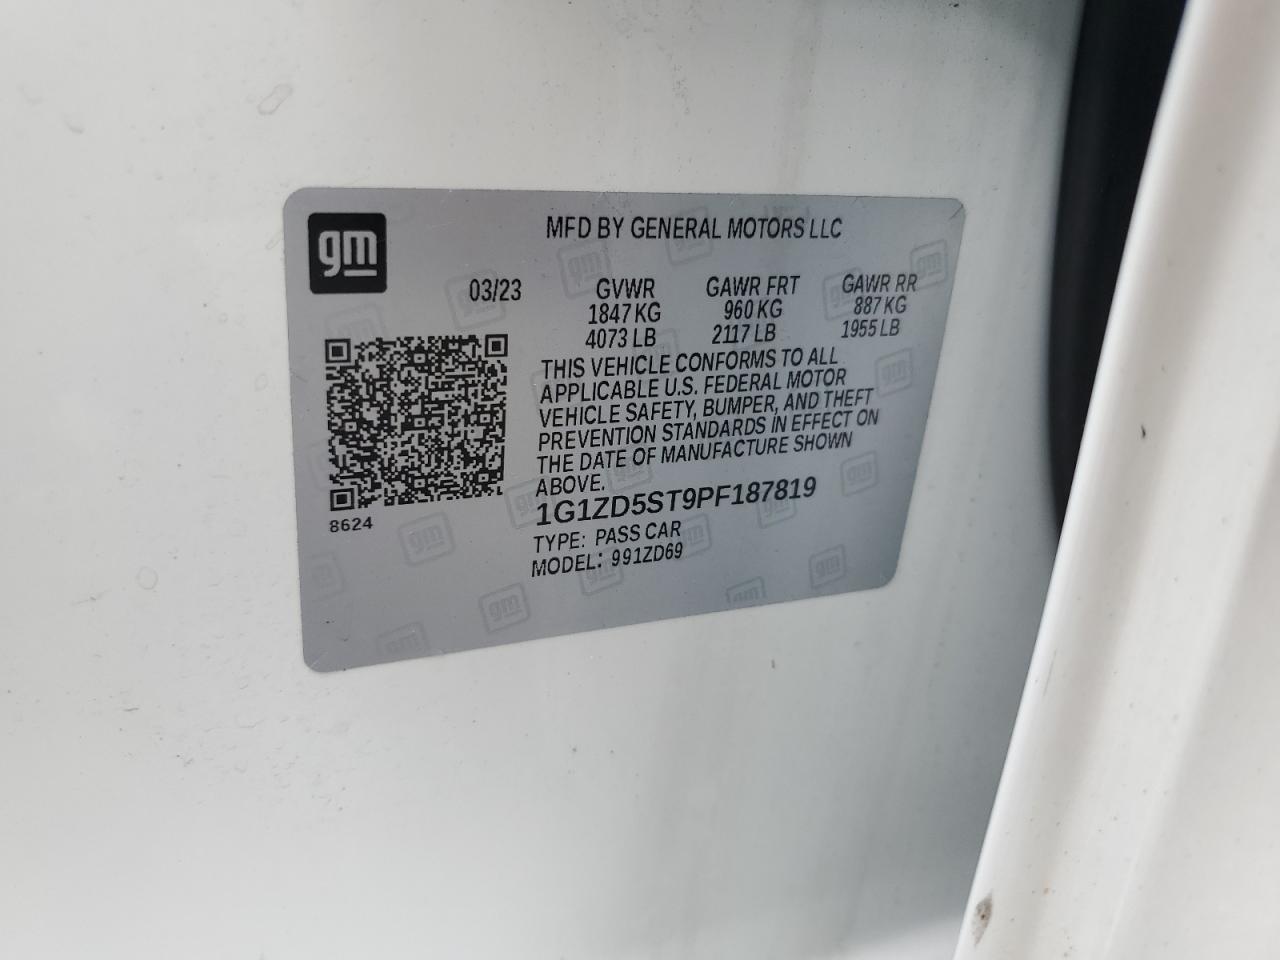 gm
MFD BY GENERAL MOTORS LLC
03/23 GVWR GAWR FRT GAWR RR
1847 KG 960 KG 887 KG
4073 LB 2117 LB 1955 LB
THIS VEHICLE CONFORMS TO ALL
APPLICABLE U.S. FEDERAL MOTOR
VEHICLE SAFETY, BUMPER, AND THEFT
PREVENTION STANDARDS IN EFFECT ON
THE DATE OF MANUFACTURE SHOWN
ABOVE.
1G1ZD5ST9PF187819
TYPE: PASS CAR
MODEL: 991ZD69
8624